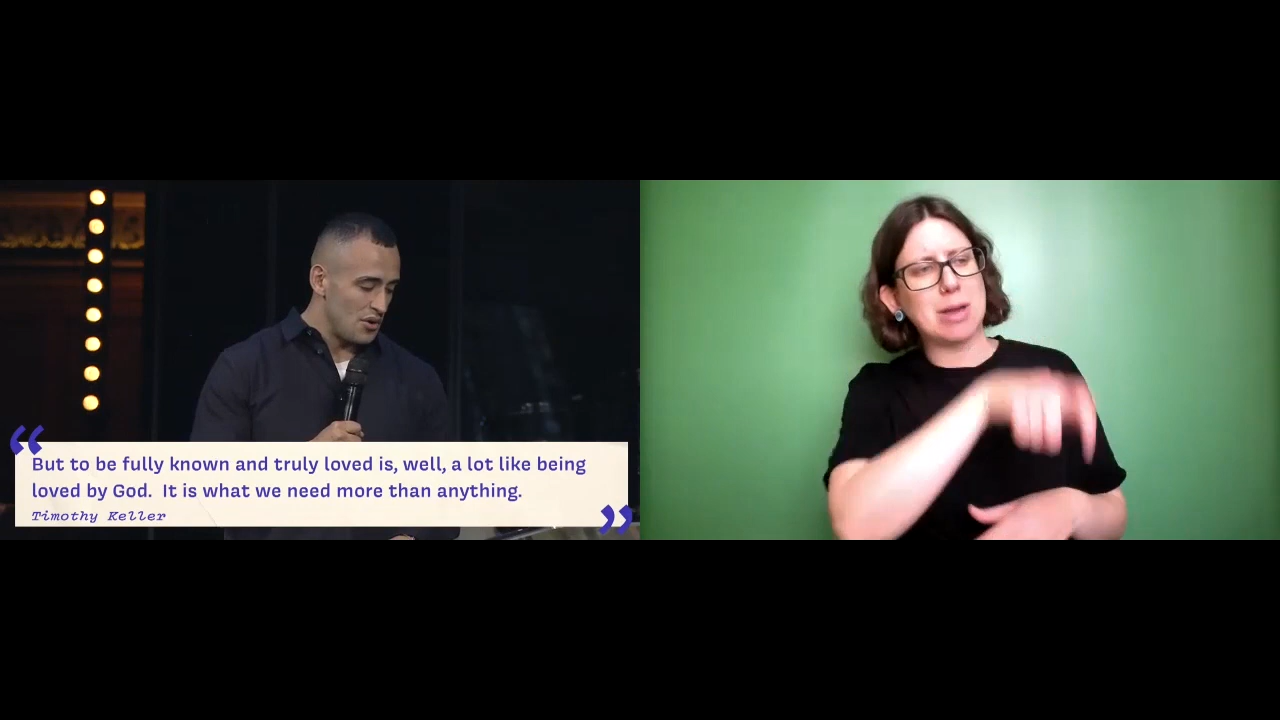 “
But to be fully known and truly loved is, well, a lot like being
loved by God.  It is what we need more than anything.
Timothy Keller
”